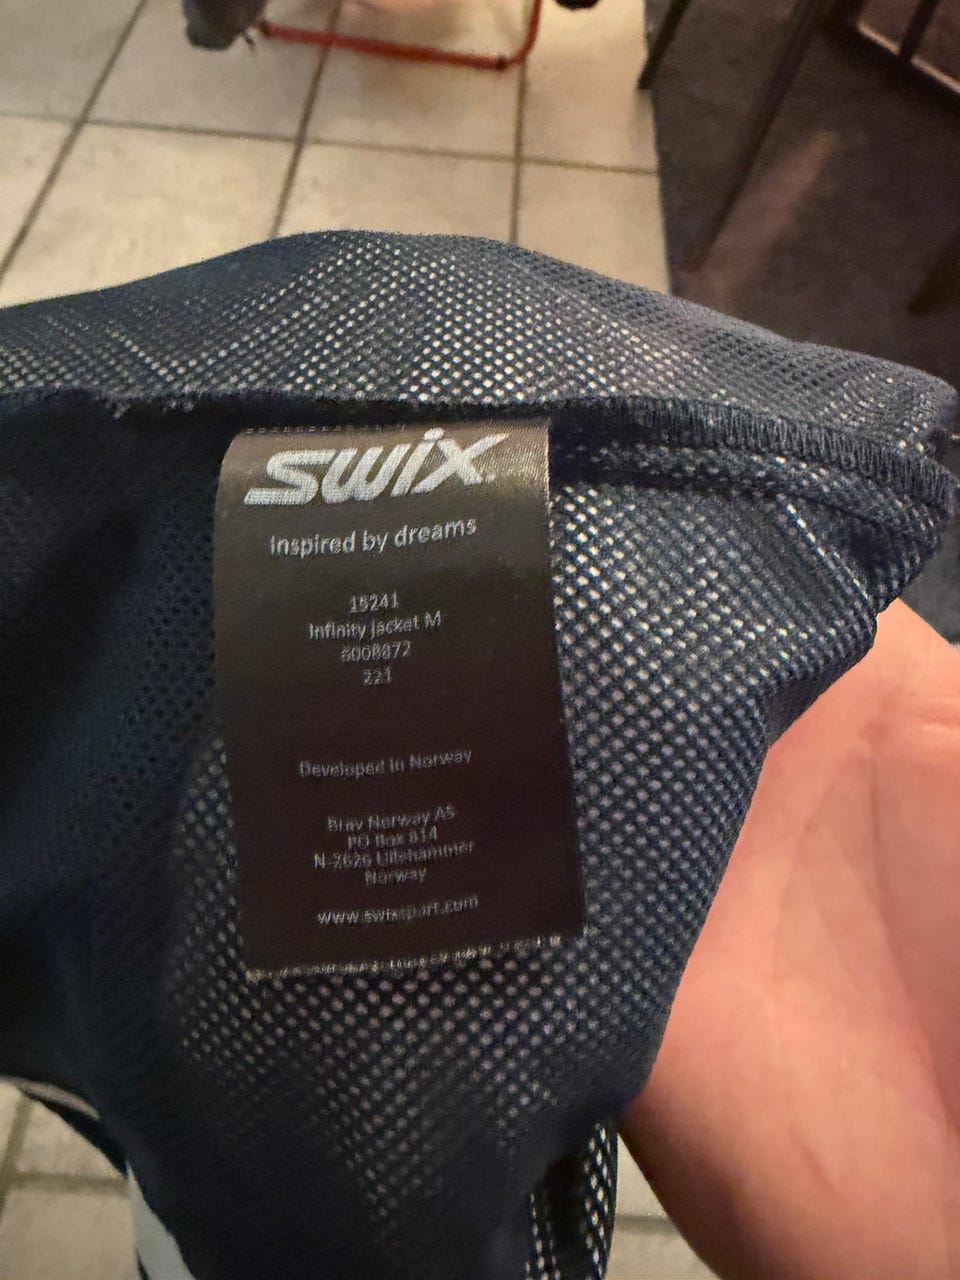 swix
Inspired by dreams
15241
Infinity jacket M
6008872
221
Developed in Norway
Brav Norway AS
PO Box 814
N-2626 Lillehammer
Norway
www.swixsport.com